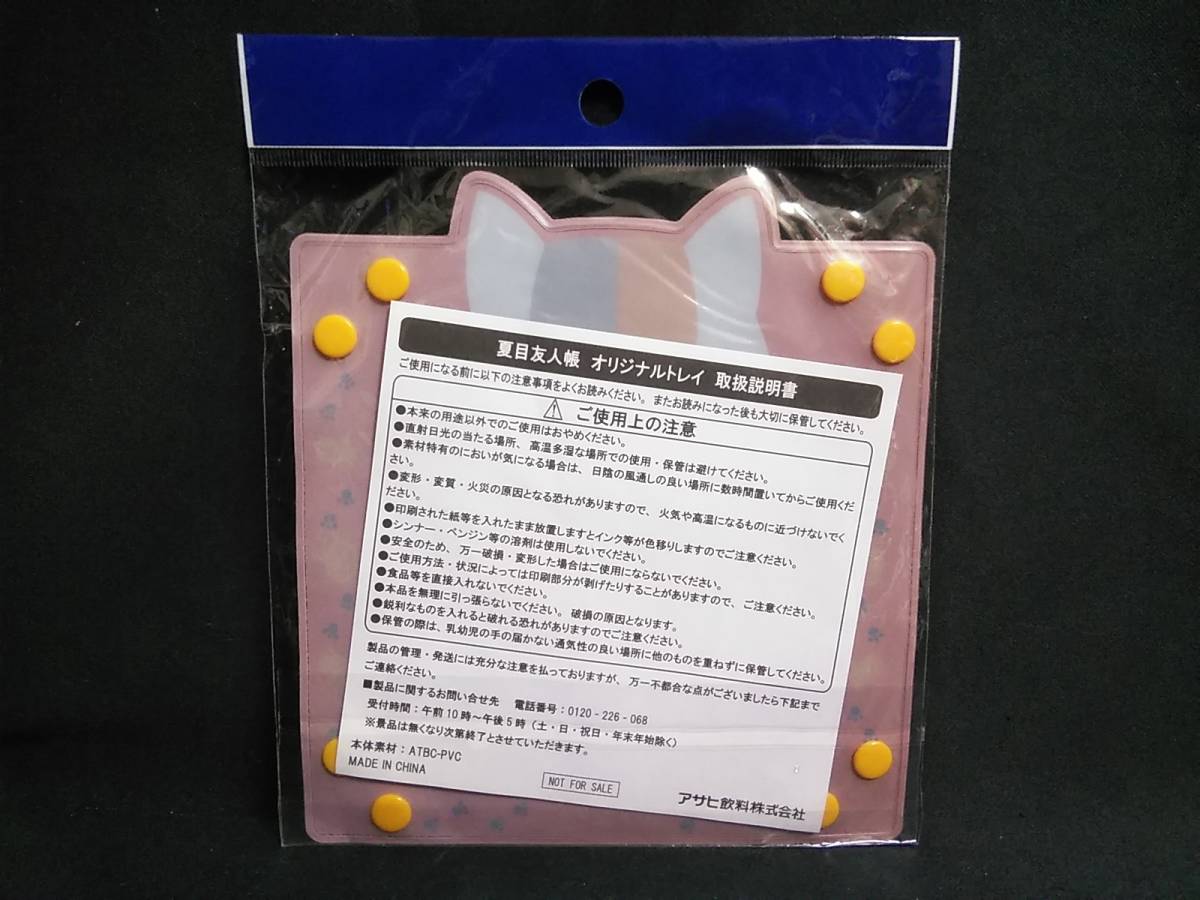 夏目友人帳 オリジナルトレイ 取扱説明書
ご使用になる前に以下の注意事項をよくお読みください。またお読みになった後も大切に保管してください。
⚠ ご使用上の注意
●本来の用途以外でのご使用はおやめください。
●直射日光の当たる場所、高温多湿な場所での使用・保管は避けてください。
●素材特有のにおいが気になる場合は、日陰の風通しの良い場所に数時間置いてからご使用くだ
さい。
●変形・変質・火災の原因となる恐れがありますので、火気や高温になるものに近づけないでく
ださい。
●印刷された紙等を入れたまま放置しますとインク等が色移りしますのでご注意ください。
●シンナー・ベンジン等の溶剤は使用しないでください。
●安全のため、万一破損・変形した場合はご使用にならないでください。
●ご使用方法・状況によっては印刷部分が剥げたりすることがありますので、ご注意ください。
●食品等を直接入れないでください。
●本品を無理に引っ張らないでください。破損の原因となります。
●鋭利なものを入れると破れる恐れがありますのでご注意ください。
●保管の際は、乳幼児の手の届かない通気性の良い場所に他のものを重ねずに保管してください。
製品の管理・発送には充分な注意を払っておりますが、万一不都合な点がございましたら下記まで
ご連絡ください。
■製品に関するお問い合せ先 電話番号：0120-226-068
受付時間：午前10時～午後5時（土・日・祝日・年末年始除く）
※景品は無くなり次第終了とさせていただきます。
本体素材：ATBC-PVC
MADE IN CHINA
NOT FOR SALE
アサヒ飲料株式会社